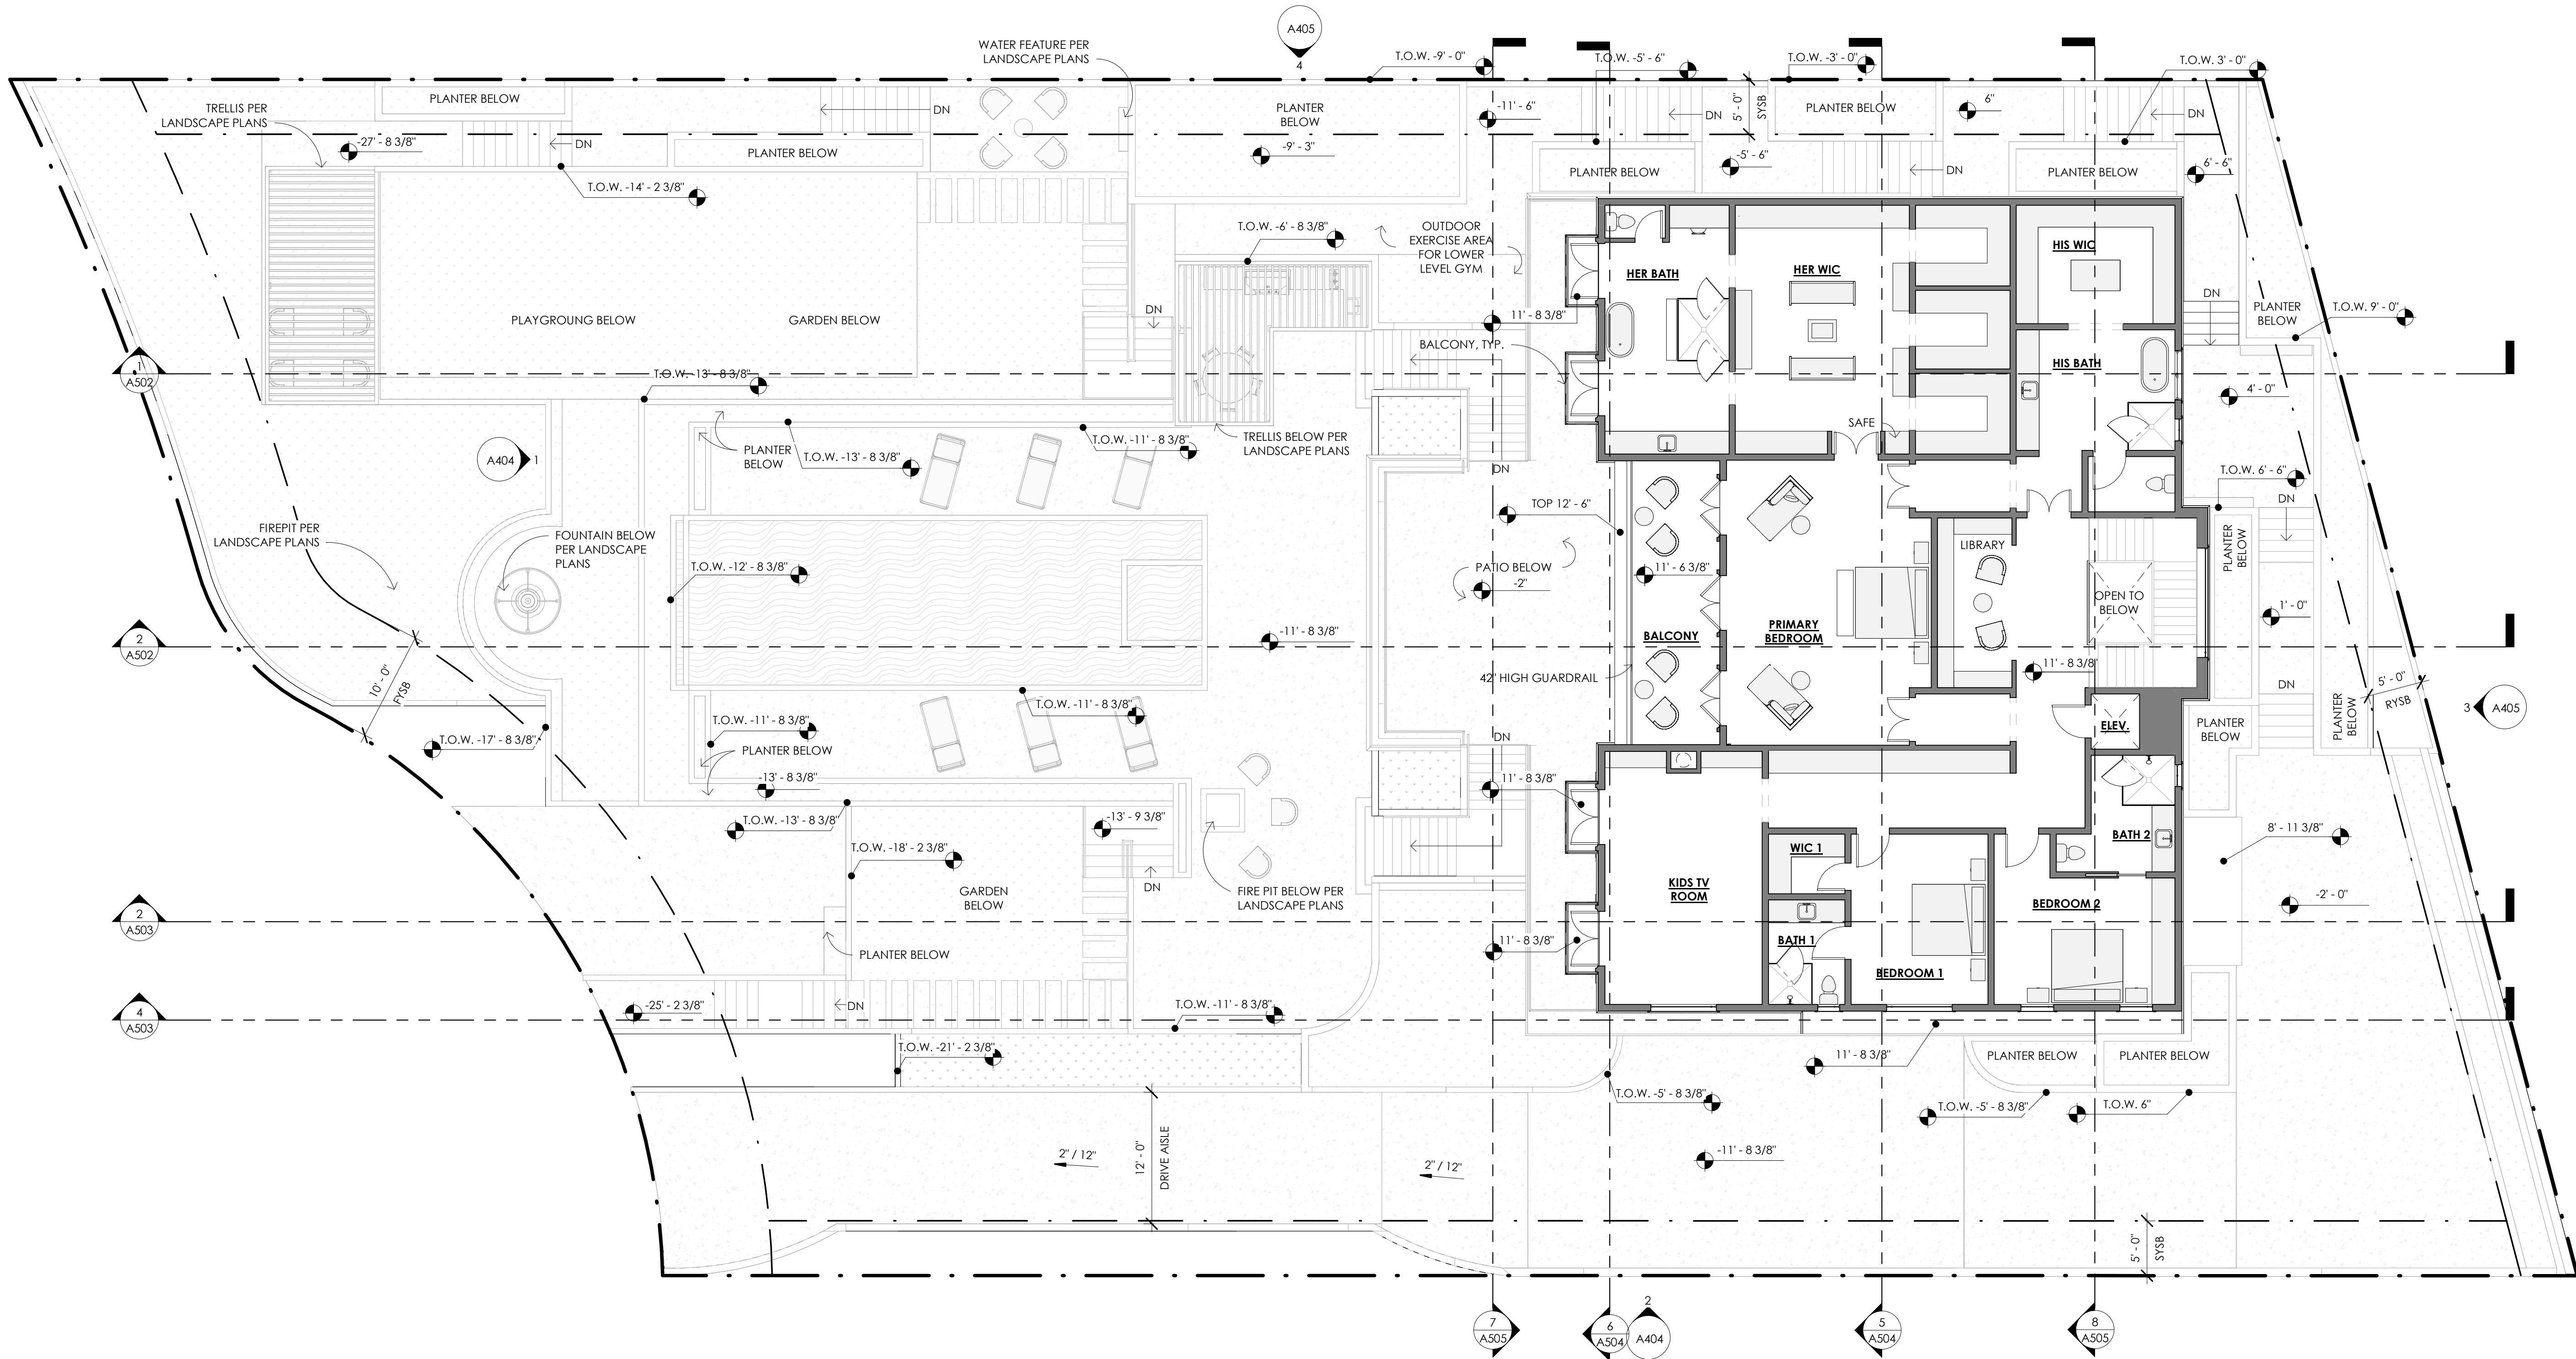 A405
4
WATER FEATURE PER
LANDSCAPE PLANS
T.O.W. -9' - 0"
T.O.W. -5' - 6"
T.O.W. -3' - 0"
T.O.W. 3' - 0"
TRELLIS PER
LANDSCAPE PLANS
PLANTER BELOW
DN
PLANTER
BELOW
-9' - 3"
-11' - 6"
DN
5' - 0"
SYSB
PLANTER BELOW
6"
DN
-27' - 8 3/8"
DN
PLANTER BELOW
PLANTER BELOW
-5' - 6"
DN
PLANTER BELOW
6' - 6"
T.O.W. -14' - 2 3/8"
T.O.W. -6' - 8 3/8"
OUTDOOR
EXERCISE AREA
FOR LOWER
LEVEL GYM
HER BATH
HER WIC
HIS WIC
PLAYGROUNG BELOW
GARDEN BELOW
DN
11' - 8 3/8"
BALCONY, TYP.
DN
PLANTER
BELOW
T.O.W. 9' - 0"
1
A502
T.O.W. -13' - 8 3/8"
HIS BATH
4' - 0"
A404
1
PLANTER
BELOW
T.O.W. -13' - 8 3/8"
T.O.W. -11' - 8 3/8"
TRELLIS BELOW PER
LANDSCAPE PLANS
SAFE
DN
T.O.W. 6' - 6"
DN
TOP 12' - 6"
FIREPIT PER
LANDSCAPE PLANS
FOUNTAIN BELOW
PER LANDSCAPE
PLANS
T.O.W. -12' - 8 3/8"
PATIO BELOW
-2"
11' - 6 3/8"
LIBRARY
PLANTER
BELOW
OPEN TO
BELOW
1' - 0"
2
A502
-11' - 8 3/8"
BALCONY
PRIMARY
BEDROOM
42' HIGH GUARDRAIL
11' - 8 3/8"
10' - 0"
FYSB
DN
PLANTER
BELOW
5' - 0"
RYSB
3
A405
T.O.W. -17' - 8 3/8"
T.O.W. -11' - 8 3/8"
T.O.W. -11' - 8 3/8"
PLANTER BELOW
DN
ELEV.
PLANTER
BELOW
-13' - 8 3/8"
11' - 8 3/8"
T.O.W. -13' - 8 3/8"
-13' - 9 3/8"
BATH 2
8' - 11 3/8"
T.O.W. -18' - 2 3/8"
WIC 1
GARDEN
BELOW
DN
FIRE PIT BELOW PER
LANDSCAPE PLANS
KIDS TV
ROOM
BEDROOM 2
-2' - 0"
2
A503
PLANTER BELOW
11' - 8 3/8"
BATH 1
BEDROOM 1
4
A503
-25' - 2 3/8"
DN
T.O.W. -11' - 8 3/8"
T.O.W. -21' - 2 3/8"
11' - 8 3/8"
PLANTER BELOW
PLANTER BELOW
T.O.W. -5' - 8 3/8"
T.O.W. -5' - 8 3/8"
T.O.W. 6"
12' - 0"
DRIVE AISLE
2" / 12"
2" / 12"
-11' - 8 3/8"
5' - 0"
SYSB
7
A505
6
A504
2
A404
5
A504
8
A505